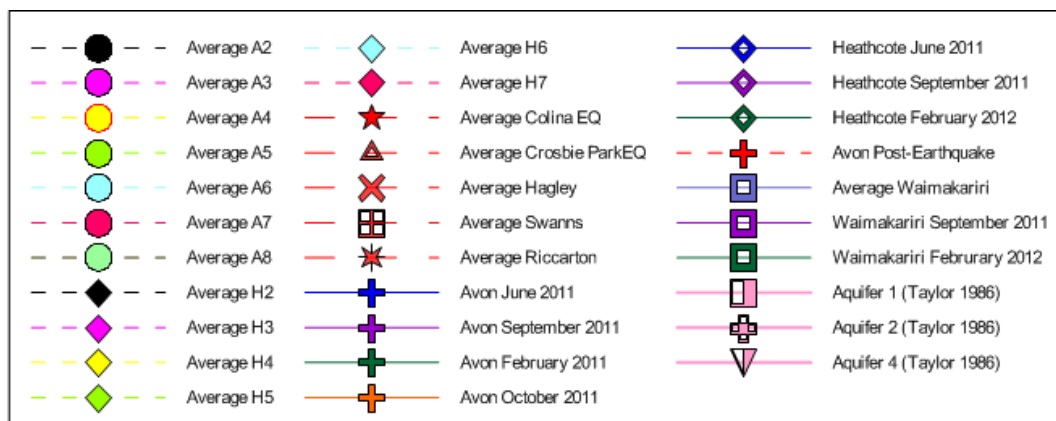 Average A2
Average A3
Average A4
Average A5
Average A6
Average A7
Average A8
Average H2
Average H3
Average H4
Average H5
Average H6
Average H7
Average Colina EQ
Average Crosbie ParkEQ
Average Hagley
Average Swanns
Average Riccarton
Avon June 2011
Avon September 2011
Avon February 2011
Avon October 2011
Heathcote June 2011
Heathcote September 2011
Heathcote February 2012
Avon Post-Earthquake
Average Waimakariri
Waimakariri September 2011
Waimakariri Februrary 2012
Aquifer 1 (Taylor 1986)
Aquifer 2 (Taylor 1986)
Aquifer 4 (Taylor 1986)